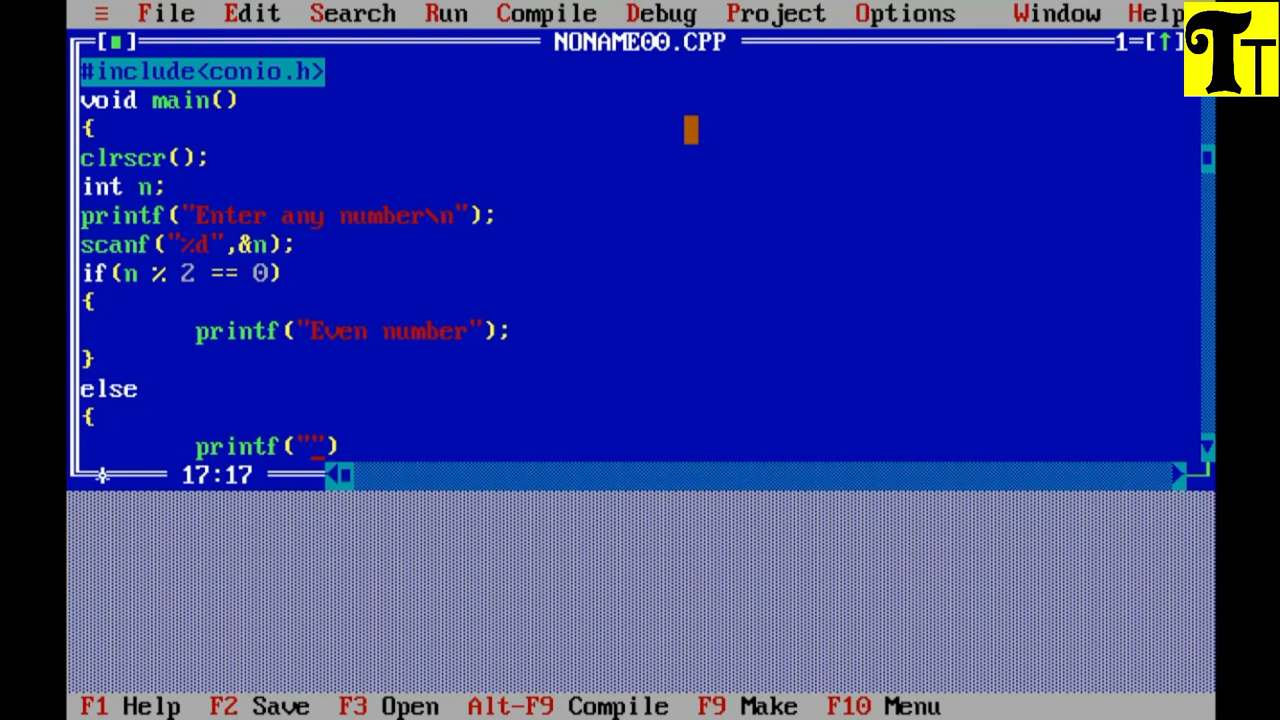 ≡ File Edit Search Run Compile Debug Project Options Window Help
[■] NONAME00.CPP 1=[↑]
Tt
#include<conio.h>
void main()
{
clrscr();
int n;
printf("Enter any number\n");
scanf("%d",&n);
if(n % 2 == 0)
{
printf("Even number");
}
else
{
printf("")
17:17
F1 Help F2 Save F3 Open Alt-F9 Compile F9 Make F10 Menu